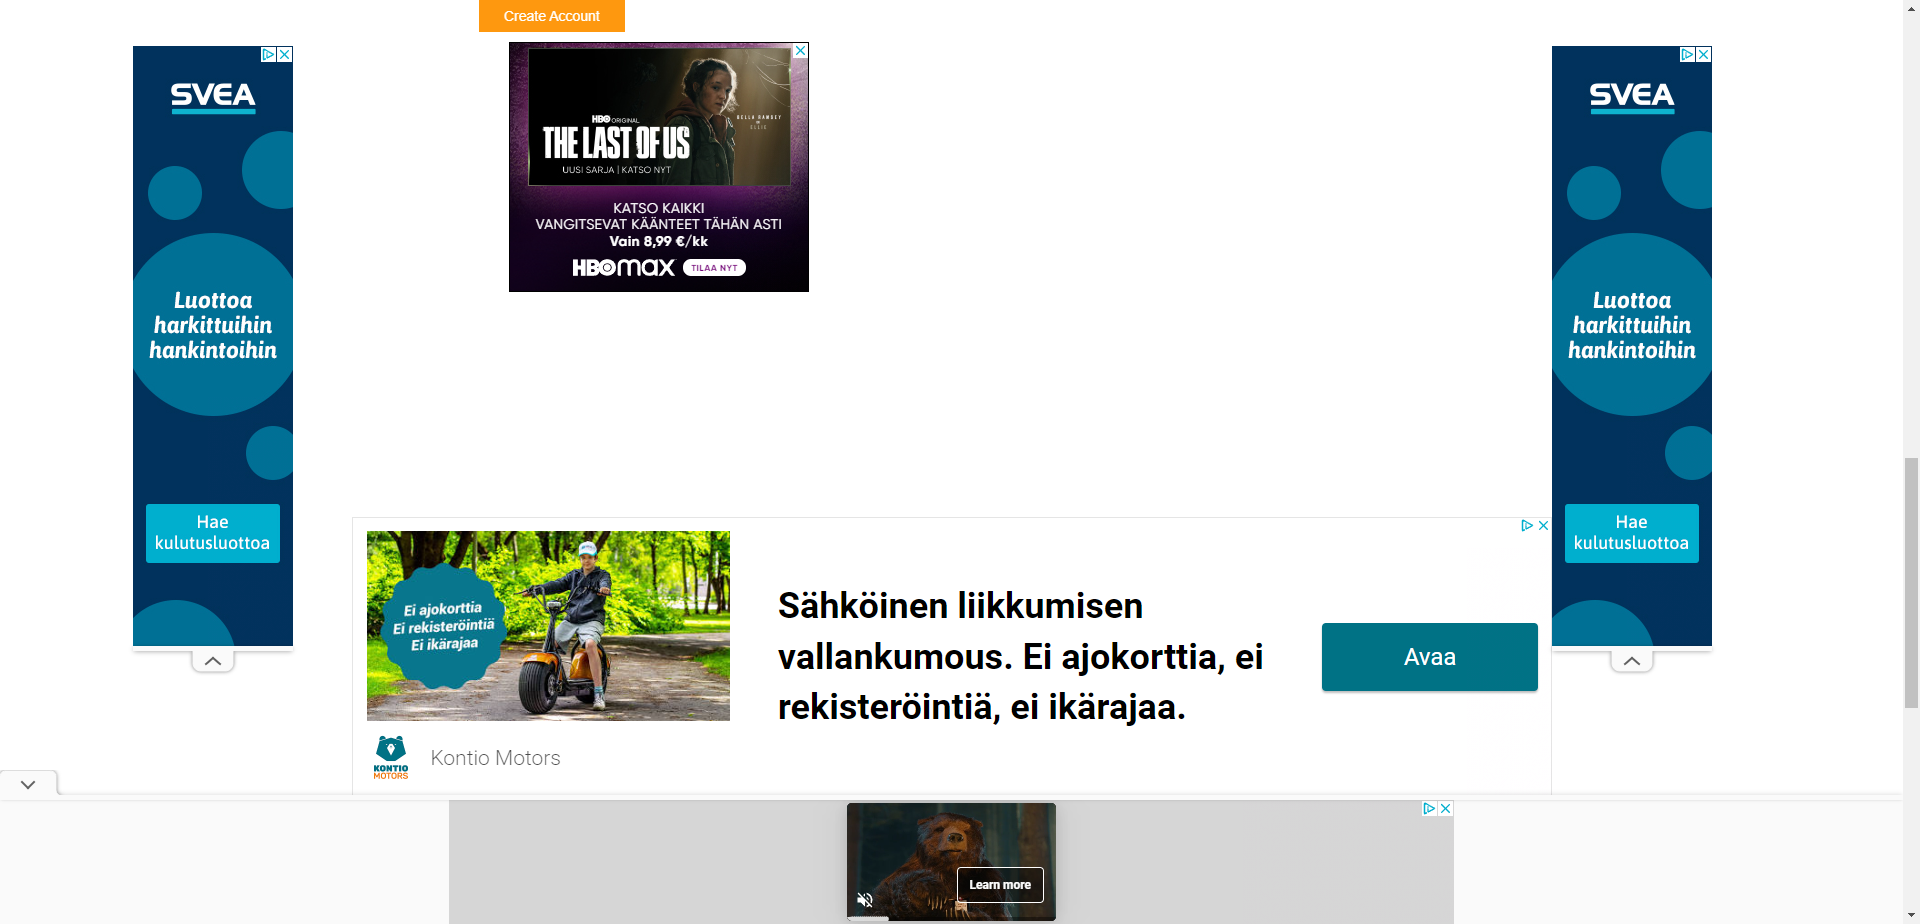 Create Account
SVEA
Luottoa
harkittuihin
hankintoihin
Hae
kulutusluottoa
HBO ORIGINAL
THE LAST OF US
UUSI SARJA | KATSO NYT
BELLA RAMSEY
ELLIE
KATSO KAIKKI
VANGITSEVAT KÄÄNTEET TÄHÄN ASTI
Vain 8,99 €/kk
HBO max TILAA NYT
SVEA
Luottoa
harkittuihin
hankintoihin
Hae
kulutusluottoa
Ei ajokorttia
Ei rekisteröintiä
Ei ikärajaa
Sähköinen liikkumisen
vallankumous. Ei ajokorttia, ei
rekisteröintiä, ei ikärajaa.
Avaa
KONTIO
MOTORS
Kontio Motors
Learn more